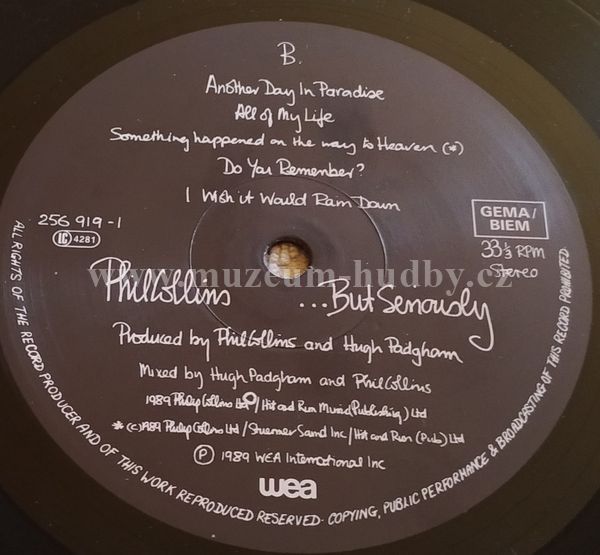 B.
Another Day In Paradise
All of My Life
Something happened on the way to Heaven (*)
Do You Remember?
I Wish it Would Rain Down
256 919-1
LC 4281
GEMA/
BIEM
33 1/3 RPM
Stereo
www.muzeum-hudby.cz
Phil Collins ...But Seriously
Produced by Phil Collins and Hugh Padgham
Mixed by Hugh Padgham and Phil Collins
1989 Philip Collins Ltd / Hit and Run Music (Publishing) Ltd
* (c) 1989 Philip Collins Ltd / Stuermer Sound Inc / Hit and Run (Pub) Ltd
Ⓟ 1989 WEA International Inc
wea
ALL RIGHTS OF THE RECORD PRODUCER AND OF THIS WORK REPRODUCED RESERVED · COPYING, PUBLIC PERFORMANCE & BROADCASTING OF THIS RECORD PROHIBITED.